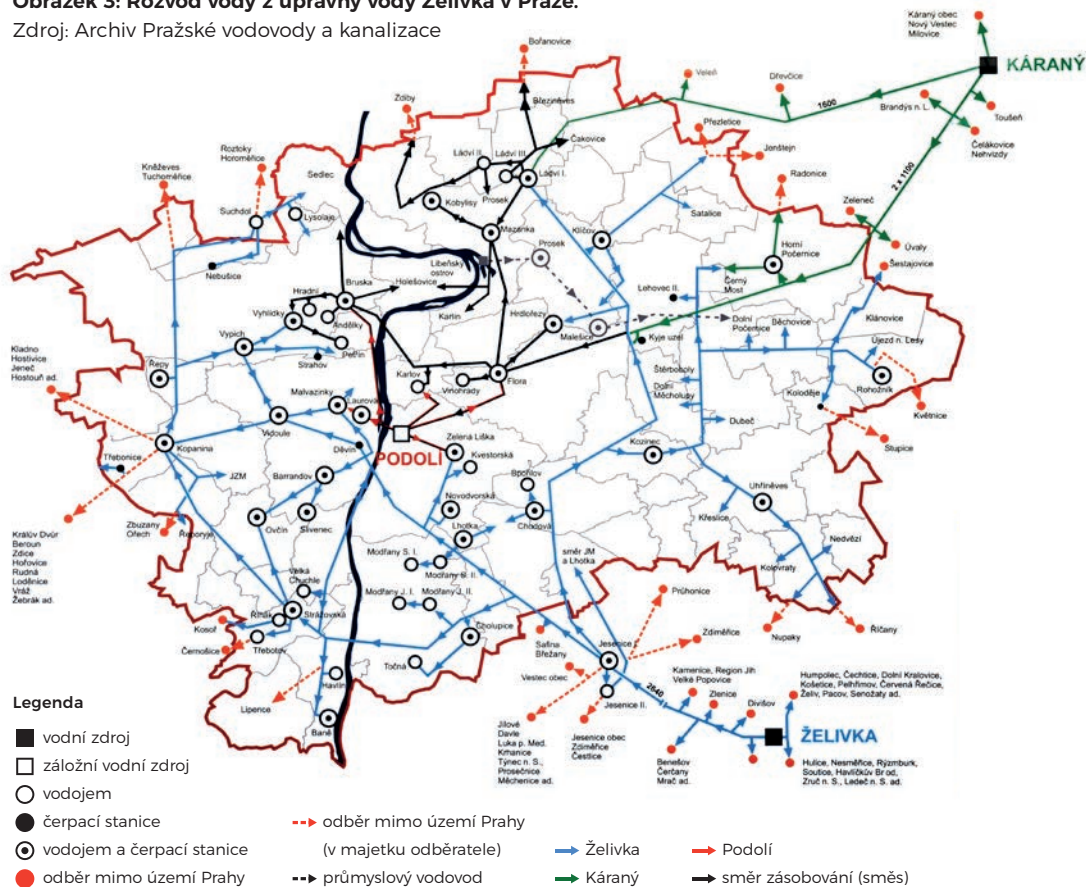 Obrázek 3: Rozvod vody z úpravny vody Želivka v Praze.
Zdroj: Archiv Pražské vodovody a kanalizace
Káraný obec
Nový Vestec
Milovice
KÁRANÝ
Bořanovice
Veleň
Dřevčice
1600
Brandýs n. L.
Toušeň
Čelákovice
Nehvizdy
2 x 1100
Zdiby
Březiněves
Čakovice
Přezletice
Jenštejn
Radonice
Zeleneč
Úvaly
Šestajovice
Roztoky
Horoměřice
Kněževes
Tuchoměřice
Sedlec
Suchdol
Lysolaje
Nebušice
Ládví II.
Ládví III.
Ládví I.
Prosek
Kobylisy
Mazanka
Klíčov
Satalice
Prosek
Libeňský
ostrov
Holešovice
Karlín
Horní
Počernice
Černý
Most
Lehovec II.
Hrdlořezy
Malešice
Kyje uzel
Dolní
Počernice
Běchovice
Klánovice
Újezd n. Lesy
Rohožník
Koloděje
Květnice
Stupice
Hradní
Bruska
Vyhlídky
Andělky
Petřín
Strahov
Vypich
Řepy
Kladno
Hostivice
Jeneč
Hostouň ad.
Karlov
Vinohrady
Flora
Štěrboholy
Dolní
Měcholupy
Dubeč
Malvazinky
Laurová
Vidoule
Děvín
PODOLÍ
Zelená Liška
Kvestorská
Kozinec
Kopanina
Třebonice
JZM
Barrandov
Zbuzany
Ořech
Řeporyje
Ovčín
Slivenec
Novodvorská
Spořilov
Lhotka
Chodová
Uhříněves
Křeslice
Nedvězí
Kolovraty
Králův Dvůr
Beroun
Zdice
Hořovice
Rudná
Loděnice
Vráž
Žebrák ad.
Modřany S. I.
Modřany S. II.
směr JM
a Lhotka
Velká
Chuchle
Modřany J. I.
Modřany J. II.
Průhonice
Nupaky
Říčany
Kosoř
Strážovská
Černošice
Třebotov
Cholupice
Točná
Safina
Břežany
Jesenice I.
Zdiměřice
Vestec obec
Jesenice II.
Havlín
Lipence
Baně
2640
Kamenice, Region Jih
Velké Popovice
Zlenice
Divišov
Humpolec, Čechtice, Dolní Kralovice,
Košetice, Pelhřimov, Červená Řečice,
Želiv, Pacov, Senožaty ad.
ŽELIVKA
Jílové
Davle
Luka p. Med.
Krhanice
Týnec n. S.,
Prosečnice
Měchenice ad.
Jesenice obec
Zdiměřice
Čestlice
Benešov
Čerčany
Mrač ad.
Hulice, Nesměřice, Rýzmburk,
Soutice, Havlíčkův Br od,
Zruč n. S., Ledeč n. S. ad.
Legenda
vodní zdroj
záložní vodní zdroj
vodojem
čerpací stanice
vodojem a čerpací stanice
odběr mimo území Prahy
odběr mimo území Prahy
(v majetku odběratele)
průmyslový vodovod
Želivka
Káraný
Podolí
směr zásobování (směs)